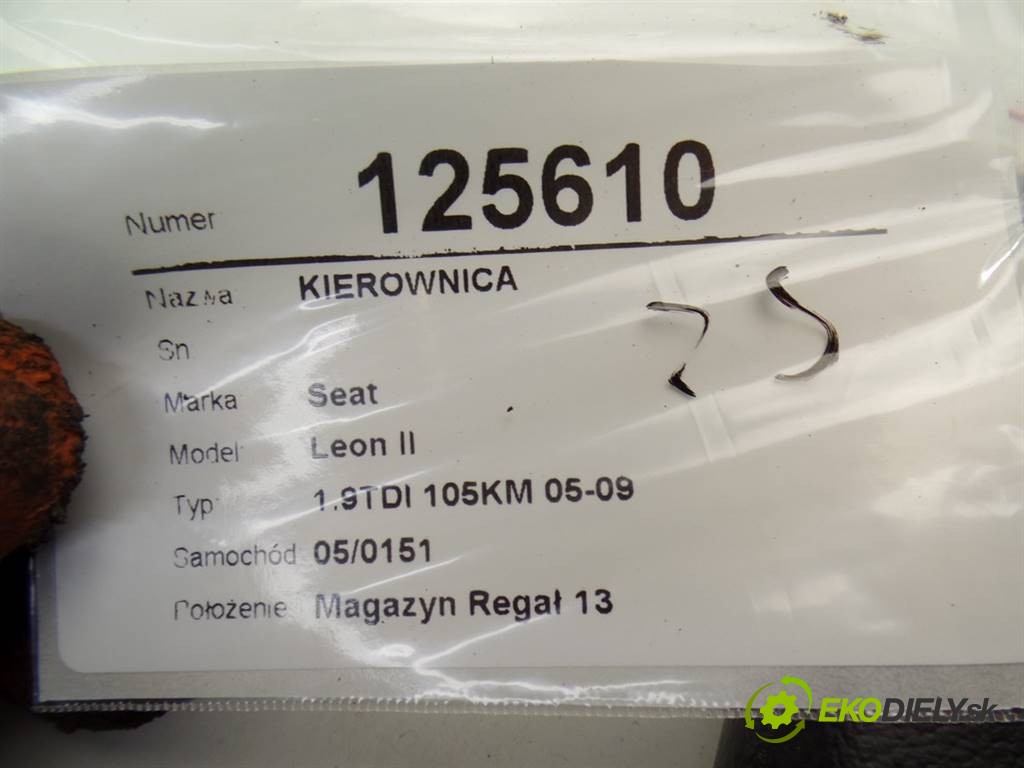 Numer 125610
Nazwa KIEROWNICA
Sn
Marka Seat
Model Leon II
Typ 1.9TDI 105KM 05-09
Samochód 05/0151
Położenie Magazyn Regał 13
EKODIELY.sk